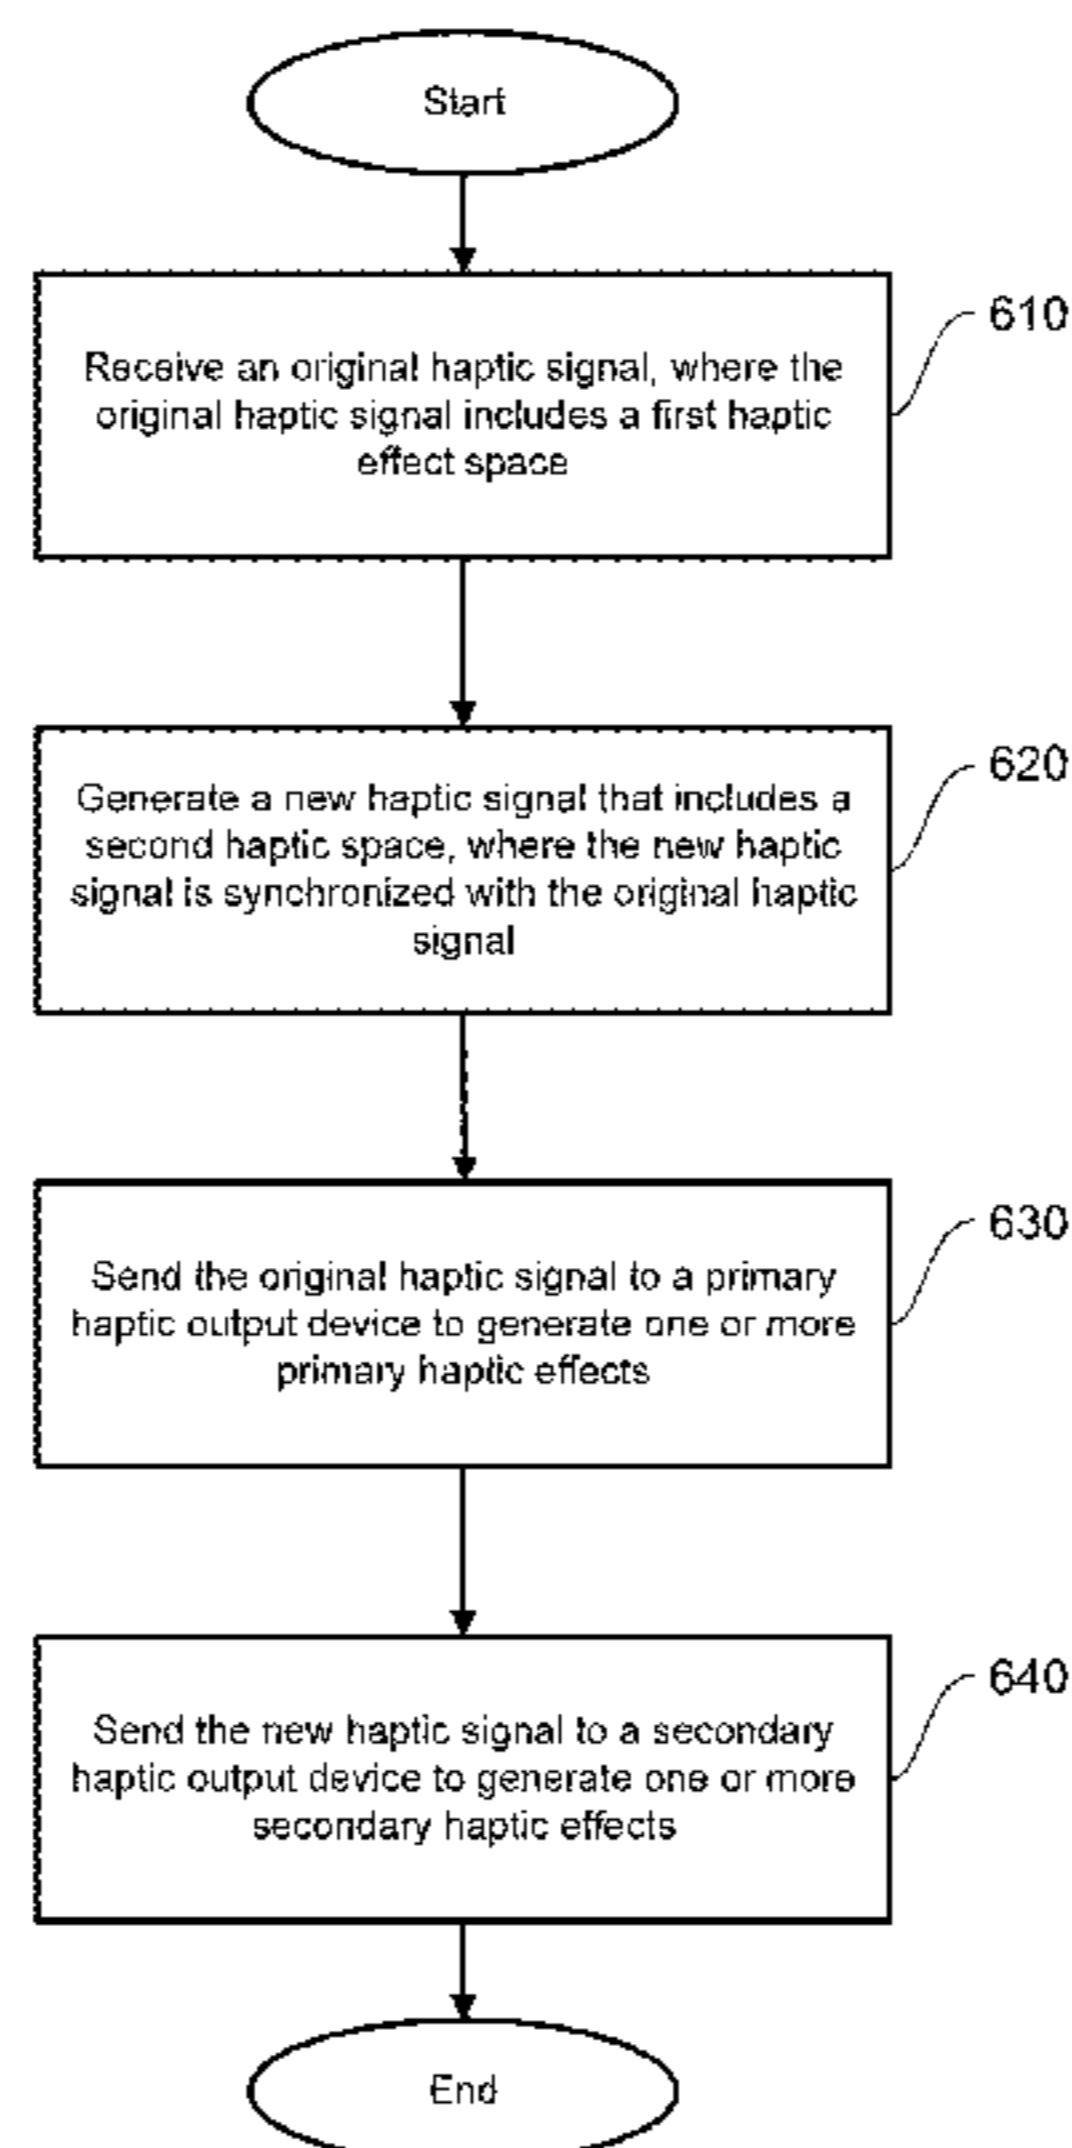 Start
610
Receive an original haptic signal, where the
original haptic signal includes a first haptic
effect space
620
Generate a new haptic signal that includes a
second haptic space, where the new haptic
signal is synchronized with the original haptic
signal
630
Send the original haptic signal to a primary
haptic output device to generate one or more
primary haptic effects
640
Send the new haptic signal to a secondary
haptic output device to generate one or more
secondary haptic effects
End